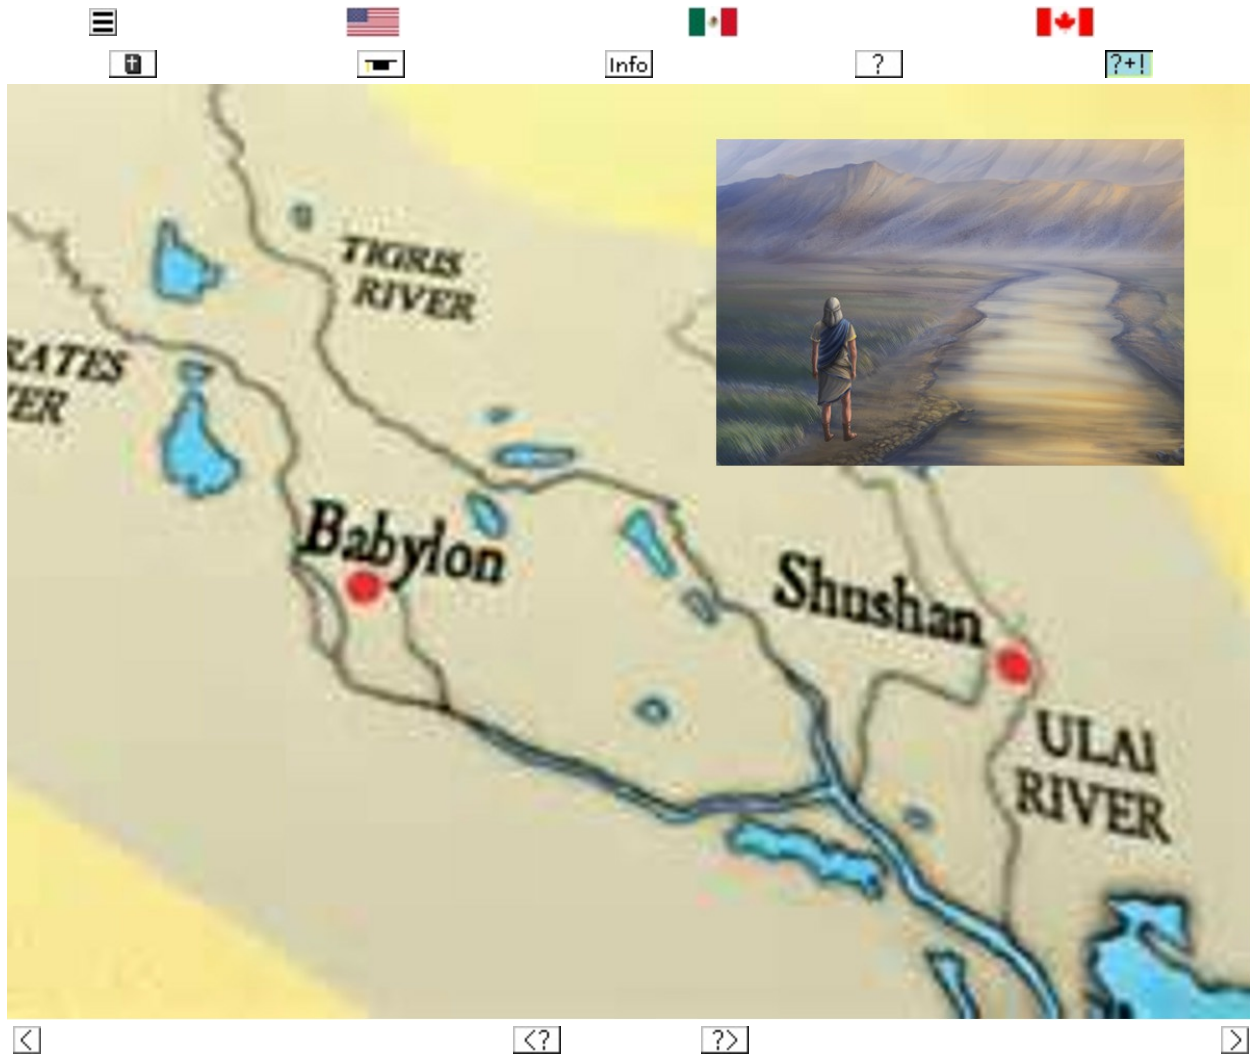 Info
?
?+!
TIGRIS
RIVER
RATES
ER
Babylon
Shushan
ULAI
RIVER
<
<?
?>
>